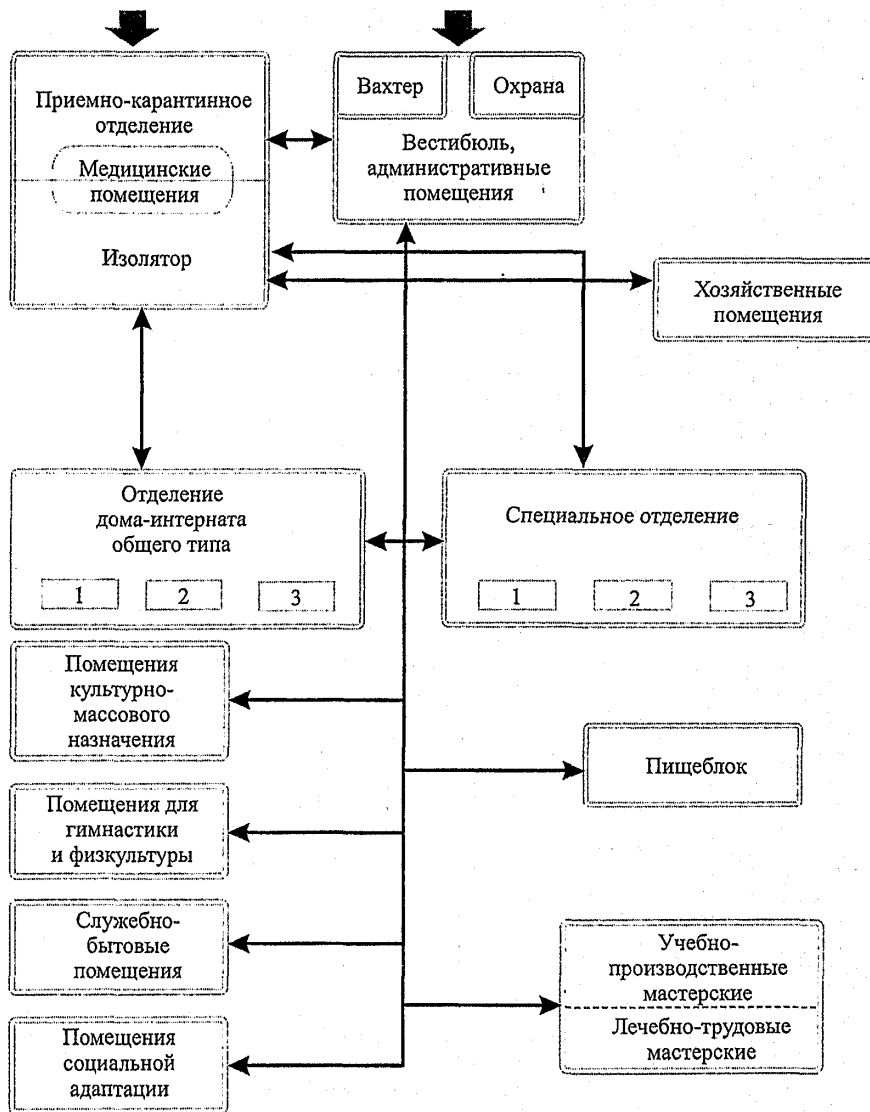 Приемно-карантинное
отделение
Медицинские
помещения
Изолятор
Вахтер
Охрана
Вестибюль,
административные
помещения
Хозяйственные
помещения
Отделение
дома-интерната
общего типа
1 2 3
Специальное отделение
1 2 3
Помещения
культурно-
массового
назначения
Пищеблок
Помещения для
гимнастики
и физкультуры
Служебно-
бытовые
помещения
Учебно-
производственные
мастерские
Лечебно-трудовые
мастерские
Помещения
социальной
адаптации